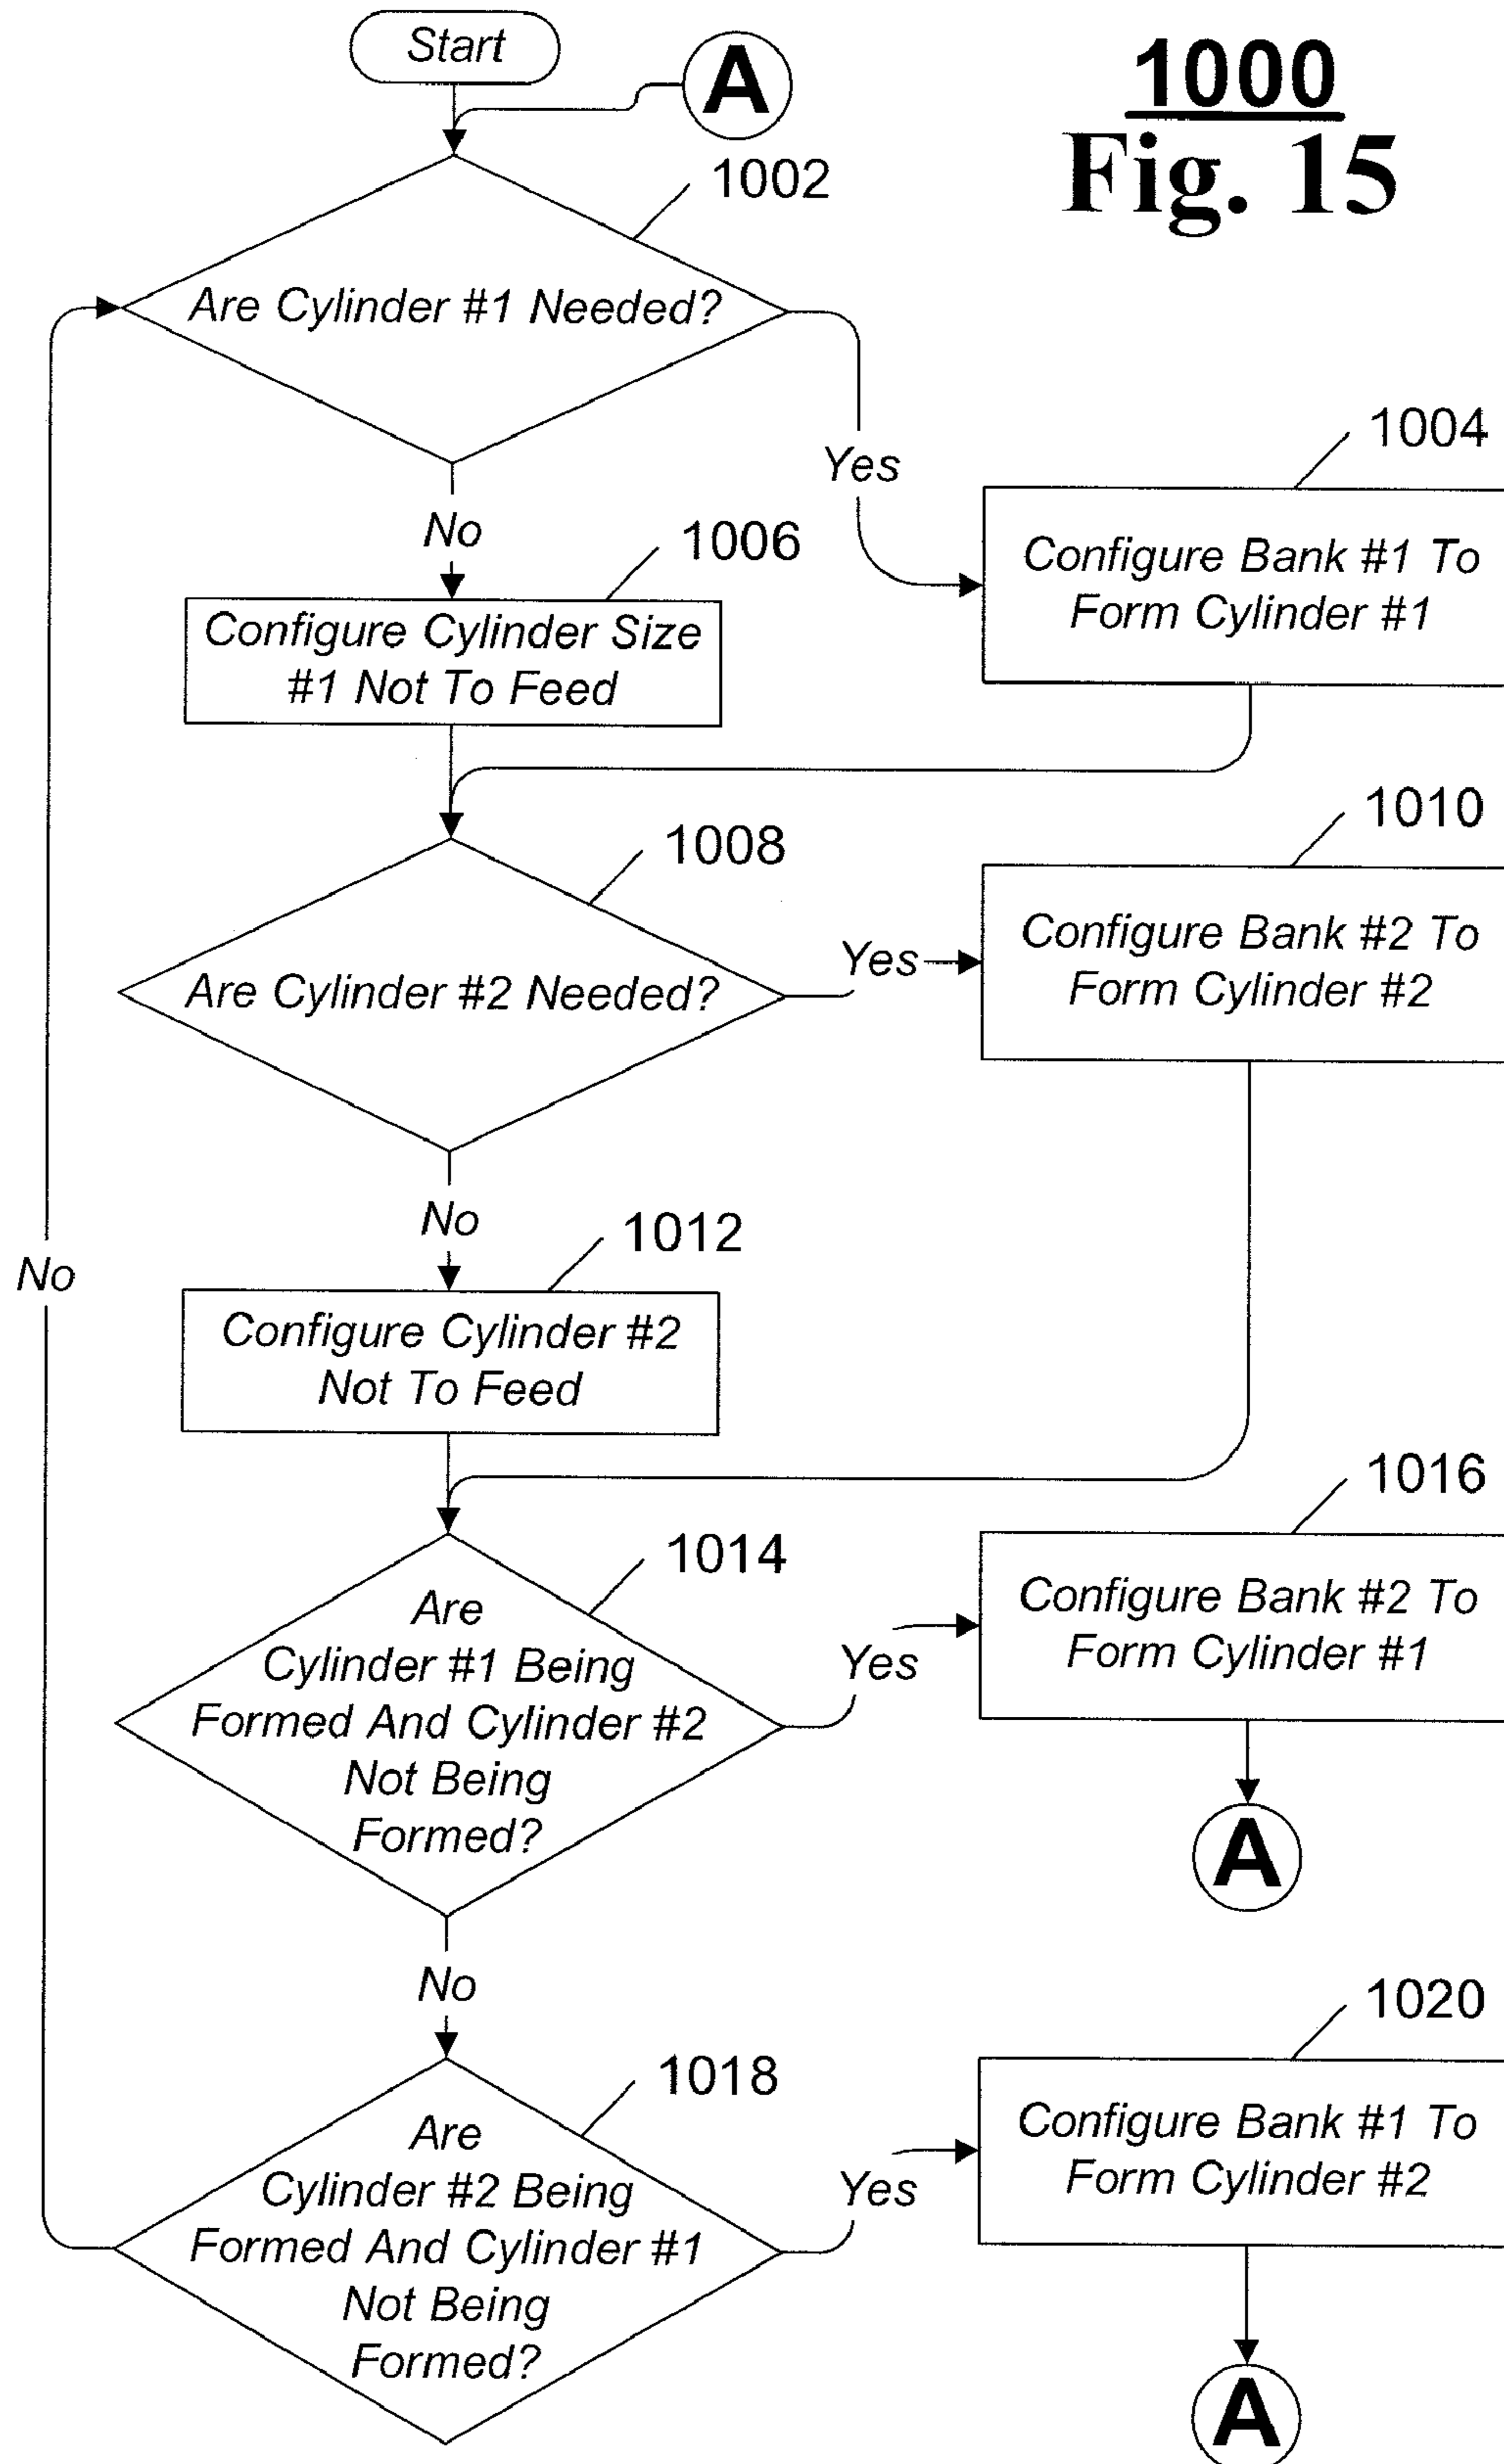 Start
A
1000
Fig. 15
1002
Are Cylinder #1 Needed?
Yes
1004
Configure Bank #1 To
Form Cylinder #1
No
1006
Configure Cylinder Size
#1 Not To Feed
1008
Are Cylinder #2 Needed?
Yes
1010
Configure Bank #2 To
Form Cylinder #2
No
No
1012
Configure Cylinder #2
Not To Feed
1014
Are
Cylinder #1 Being
Formed And Cylinder #2
Not Being
Formed?
Yes
1016
Configure Bank #2 To
Form Cylinder #1
A
No
1018
Are
Cylinder #2 Being
Formed And Cylinder #1
Not Being
Formed?
Yes
1020
Configure Bank #1 To
Form Cylinder #2
A